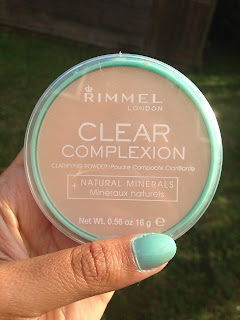 RIMMEL
LONDON
CLEAR
COMPLEXION
CLARIFYING POWDER/Poudre Compacte Clarifiante
+ NATURAL MINERALS
Minéraux naturels
Net Wt. 0.56 oz 16 g ℮